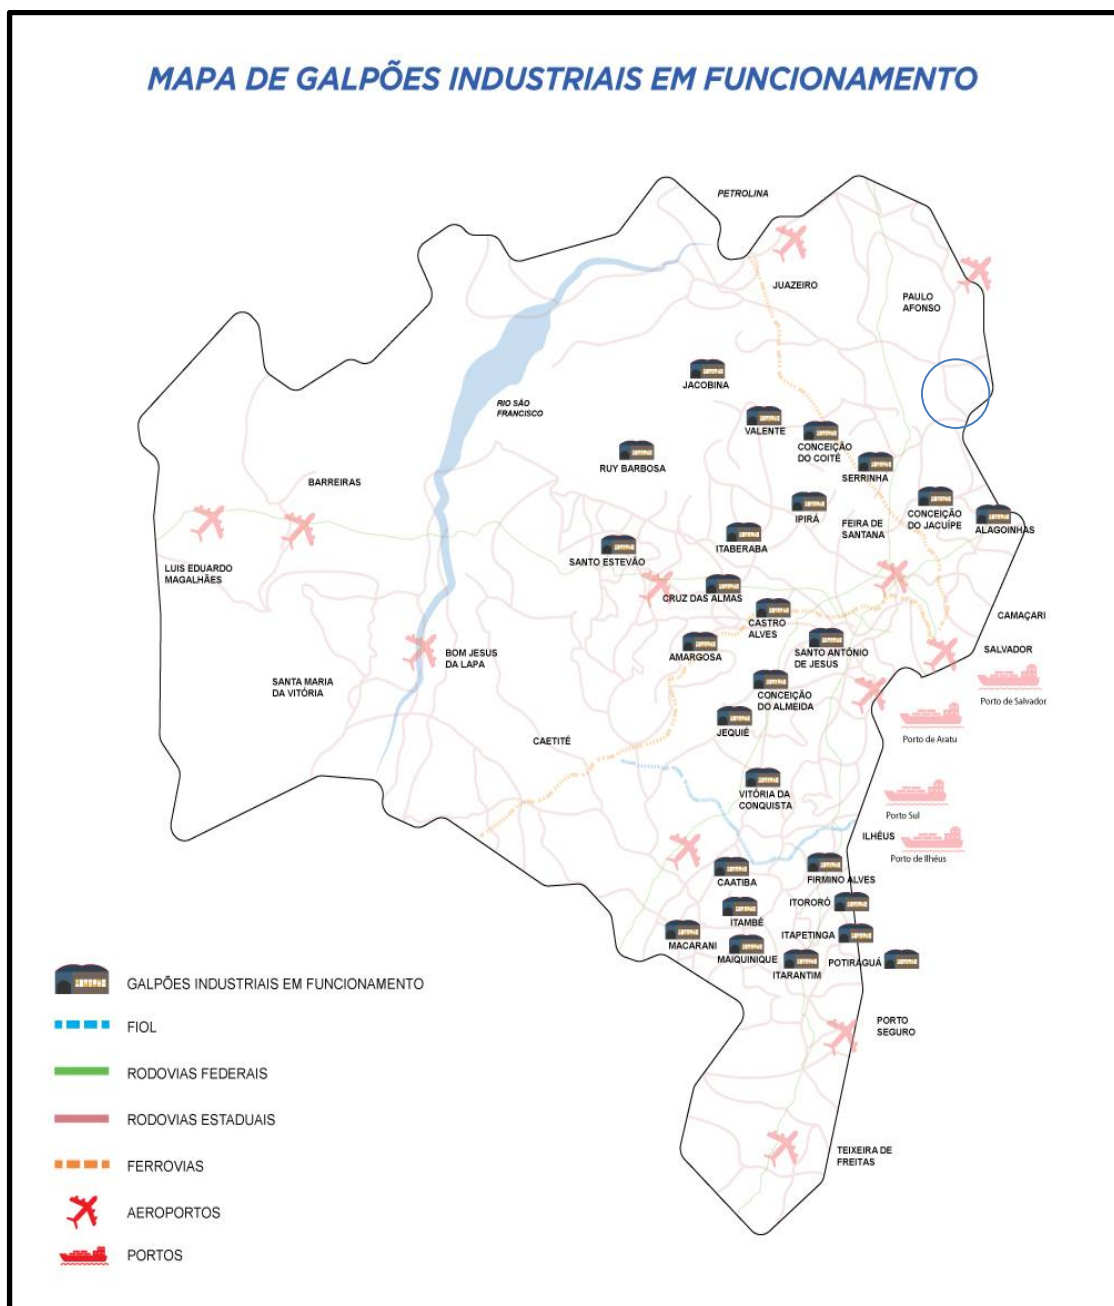 MAPA DE GALPÕES INDUSTRIAIS EM FUNCIONAMENTO
PETROLINA
JUAZEIRO
PAULO
AFONSO
JACOBINA
RIO SÃO
FRANCISCO
VALENTE
CONCEIÇÃO
DO COITÉ
RUY BARBOSA
SERRINHA
BARREIRAS
IPIRÁ
FEIRA DE
SANTANA
CONCEIÇÃO
DO JACUÍPE
ALAGOINHAS
ITABERABA
SANTO ESTEVÃO
LUIS EDUARDO
MAGALHÃES
CRUZ DAS ALMAS
CASTRO
ALVES
CAMAÇARI
SANTO ANTÔNIO
DE JESUS
SALVADOR
AMARGOSA
BOM JESUS
DA LAPA
SANTA MARIA
DA VITÓRIA
CONCEIÇÃO
DO ALMEIDA
Porto de Salvador
JEQUIÉ
CAETITÉ
Porto de Aratu
VITÓRIA DA
CONQUISTA
Porto Sul
ILHÉUS
Porto de Ilhéus
CAATIBA
FIRMINO ALVES
ITORORÓ
ITAMBÉ
ITAPETINGA
MACARANI
MAIQUINIQUE
POTIRAGUÁ
ITARANTIM
PORTO
SEGURO
TEIXEIRA DE
FREITAS
GALPÕES INDUSTRIAIS EM FUNCIONAMENTO
FIOL
RODOVIAS FEDERAIS
RODOVIAS ESTADUAIS
FERROVIAS
AEROPORTOS
PORTOS